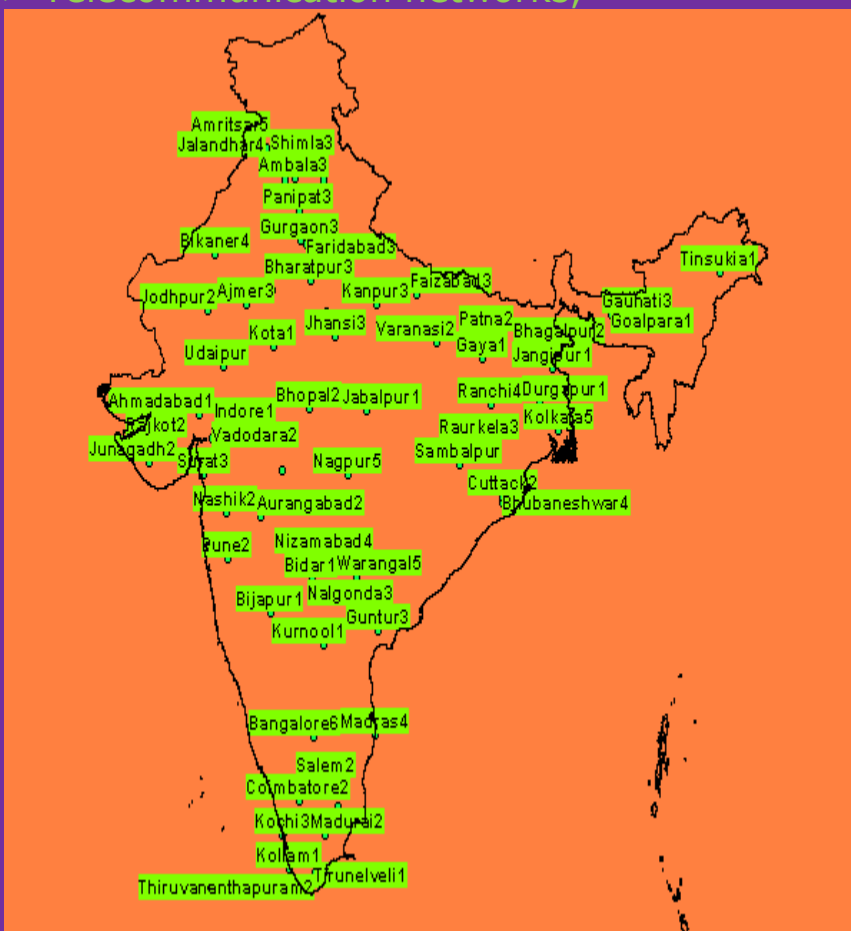 Telecommunication networks,
Amritsar5
Jalandhar4 Shimla3
Ambala3
Panipat3
Gurgaon3
Bikaner4 Faridabad3
Bharatpur3
Tinsukia1
Jodhpur2 Ajmer3 Kanpur3 Faizabad3
Gauhati3
Kota1 Jhansi3 Varanasi2 Patna2 Bhagalpur2 Goalpara1
Udaipur Gaya1 Jangipur1
Ahmadabad1 Indore1 Bhopal2 Jabalpur1 Ranchi4 Durgapur1
Rajkot2 Vadodara2 Raurkela3 Kolkata5
Junagadh2 Surat3 Nagpur5 Sambalpur
Nashik2 Aurangabad2 Cuttack2 Bhubaneshwar4
Pune2 Nizamabad4
Bidar1 Warangal5
Bijapur1 Nalgonda3
Kurnool1 Guntur3
Bangalore6 Madras4
Salem2
Coimbatore2
Kochi3 Madurai2
Kollam1
Thiruvananthapuram2 Tirunelveli1